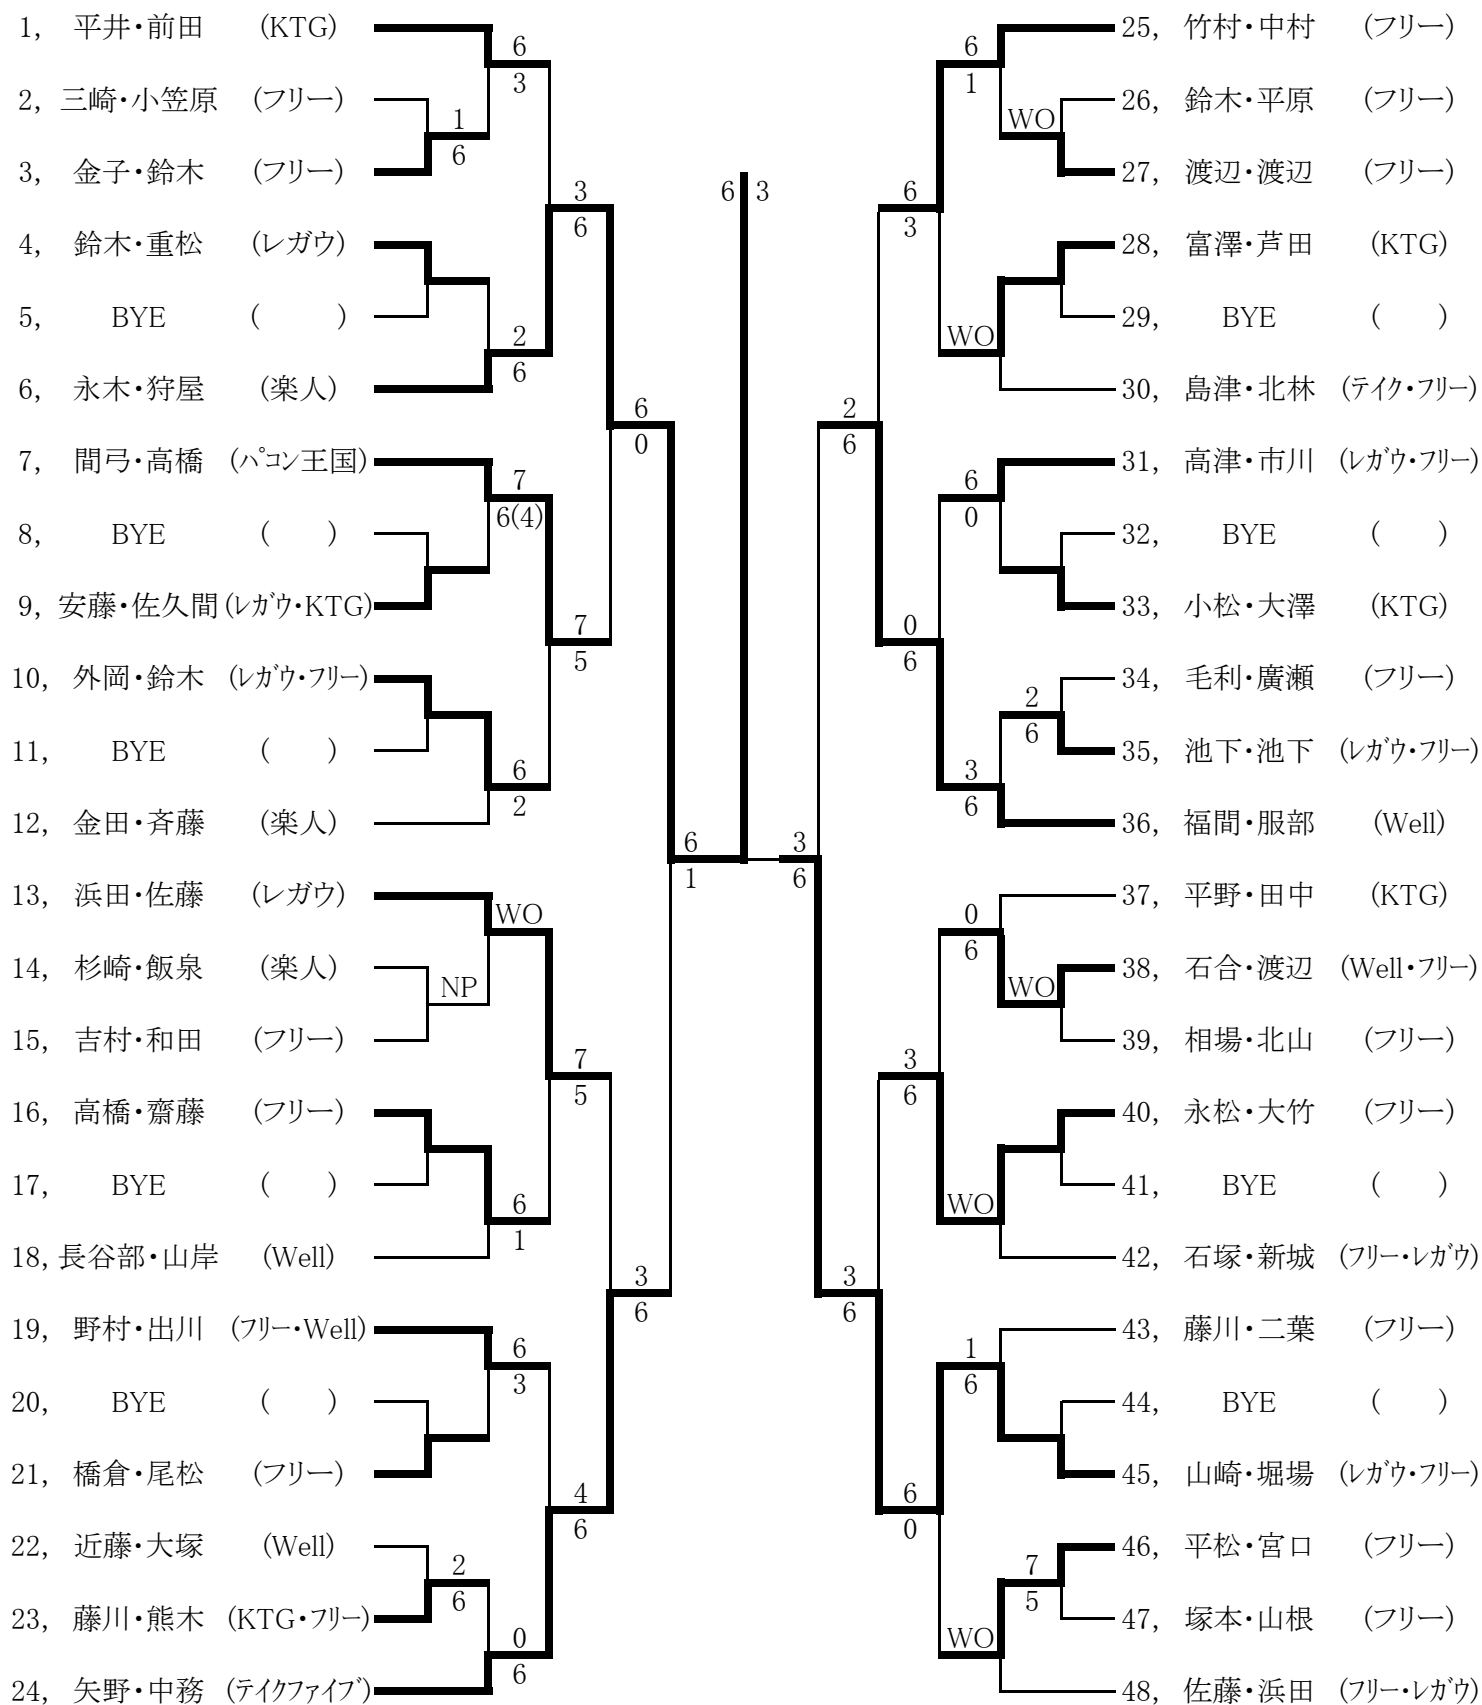 1, 平井・前田 (KTG)
6
3
2, 三崎・小笠原 (フリー)
1
6
3, 金子・鈴木 (フリー)
3
6
4, 鈴木・重松 (レガウ)
5, BYE ( )
2
6
6, 永木・狩屋 (楽人)
6
0
7, 間弓・高橋 (パコン王国)
7
6(4)
8, BYE ( )
9, 安藤・佐久間 (レガウ・KTG)
7
5
10, 外岡・鈴木 (レガウ・フリー)
11, BYE ( )
6
2
12, 金田・斉藤 (楽人)
6
1
13, 浜田・佐藤 (レガウ)
WO
14, 杉崎・飯泉 (楽人)
NP
15, 吉村・和田 (フリー)
7
5
16, 高橋・齋藤 (フリー)
17, BYE ( )
6
1
18, 長谷部・山岸 (Well)
3
6
19, 野村・出川 (フリー・Well)
6
3
20, BYE ( )
21, 橋倉・尾松 (フリー)
4
6
22, 近藤・大塚 (Well)
2
6
23, 藤川・熊木 (KTG・フリー)
0
6
24, 矢野・中務 (テイクファイブ)
6 3
25, 竹村・中村 (フリー)
6
1
26, 鈴木・平原 (フリー)
WO
27, 渡辺・渡辺 (フリー)
6
3
28, 富澤・芦田 (KTG)
29, BYE ( )
WO
30, 島津・北林 (テイク・フリー)
2
6
31, 高津・市川 (レガウ・フリー)
6
0
32, BYE ( )
33, 小松・大澤 (KTG)
0
6
34, 毛利・廣瀬 (フリー)
2
6
35, 池下・池下 (レガウ・フリー)
3
6
36, 福間・服部 (Well)
3
6
37, 平野・田中 (KTG)
0
6
38, 石合・渡辺 (Well・フリー)
WO
39, 相場・北山 (フリー)
3
6
40, 永松・大竹 (フリー)
41, BYE ( )
WO
42, 石塚・新城 (フリー・レガウ)
3
6
43, 藤川・二葉 (フリー)
1
6
44, BYE ( )
45, 山崎・堀場 (レガウ・フリー)
6
0
46, 平松・宮口 (フリー)
7
5
47, 塚本・山根 (フリー)
WO
48, 佐藤・浜田 (フリー・レガウ)